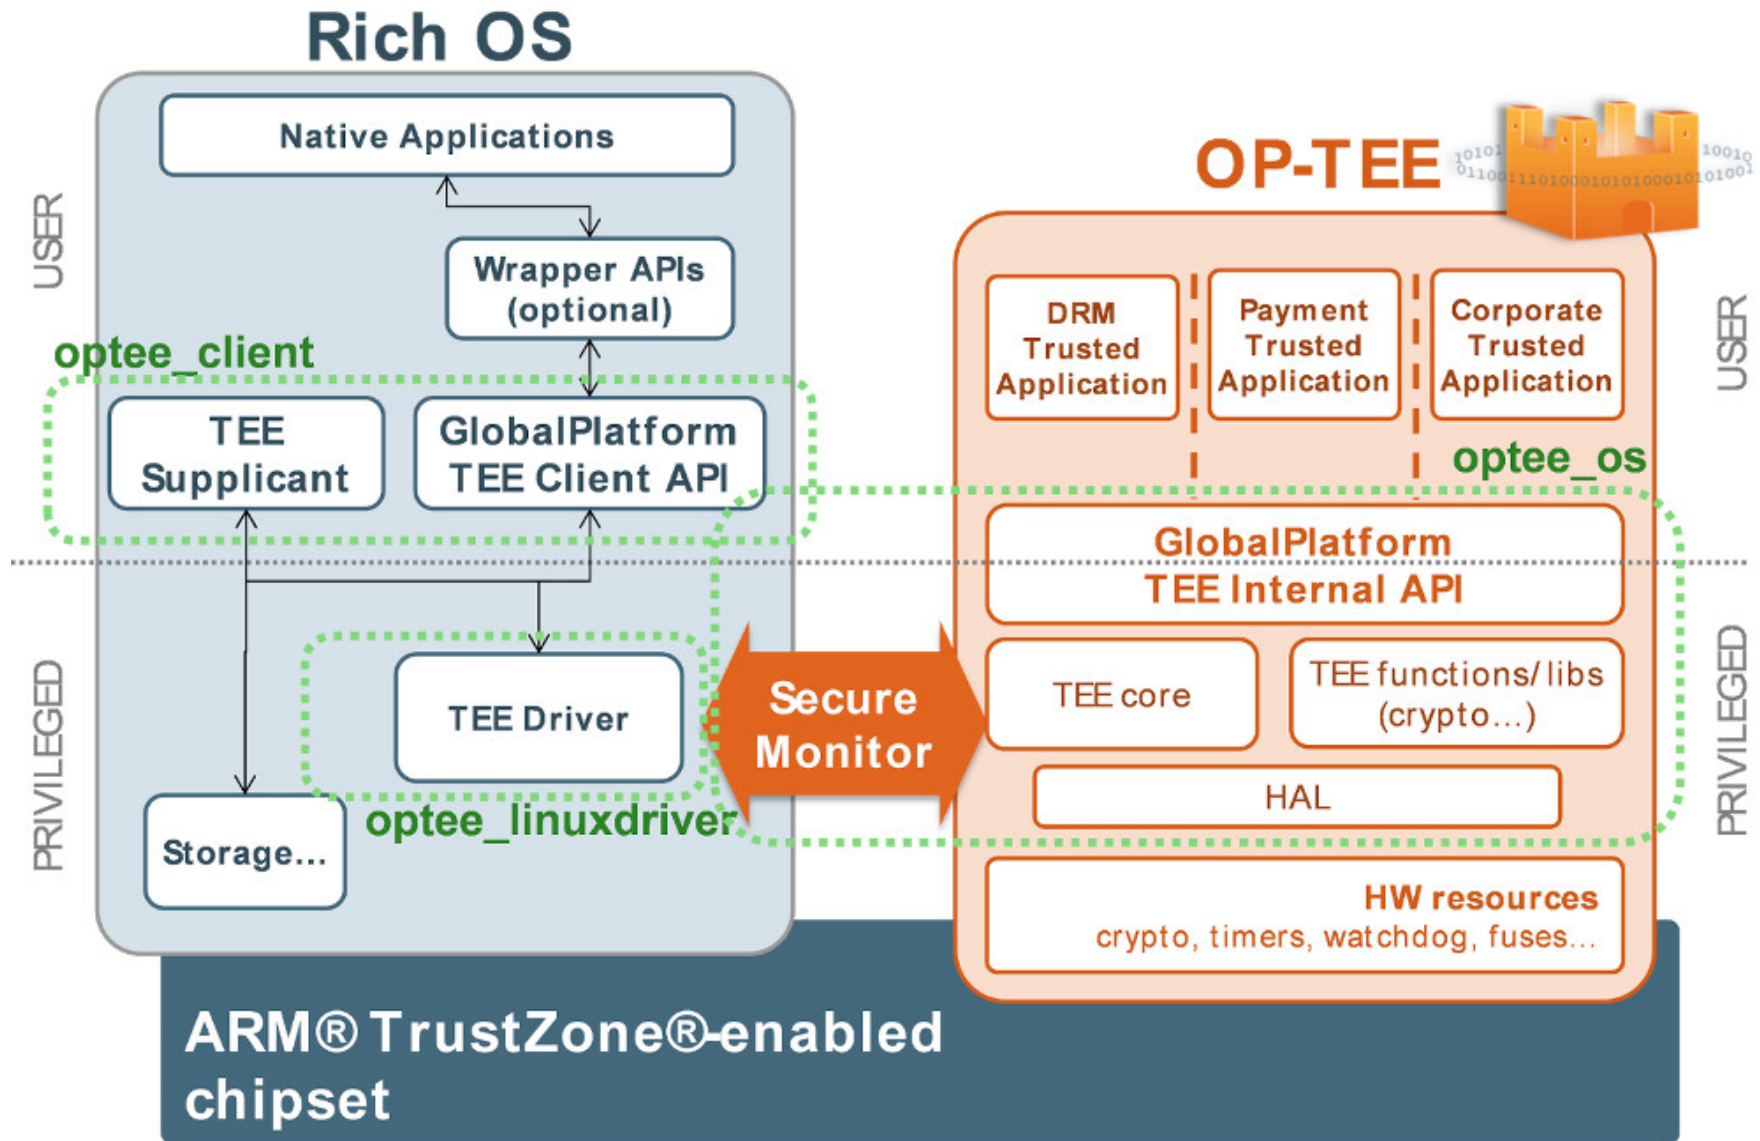 Rich OS
Native Applications
Wrapper APIs
(optional)
USER
optee_client
TEE
Supplicant
GlobalPlatform
TEE Client API
PRIVILEGED
TEE Driver
optee_linuxdriver
Storage...
Secure
Monitor
OP-TEE
10101
10010
01100111010001010100010101001
DRM
Trusted
Application
Payment
Trusted
Application
Corporate
Trusted
Application
USER
optee_os
GlobalPlatform
TEE Internal API
TEE core
TEE functions/libs
(crypto...)
HAL
PRIVILEGED
HW resources
crypto, timers, watchdog, fuses...
ARM® TrustZone®-enabled
chipset